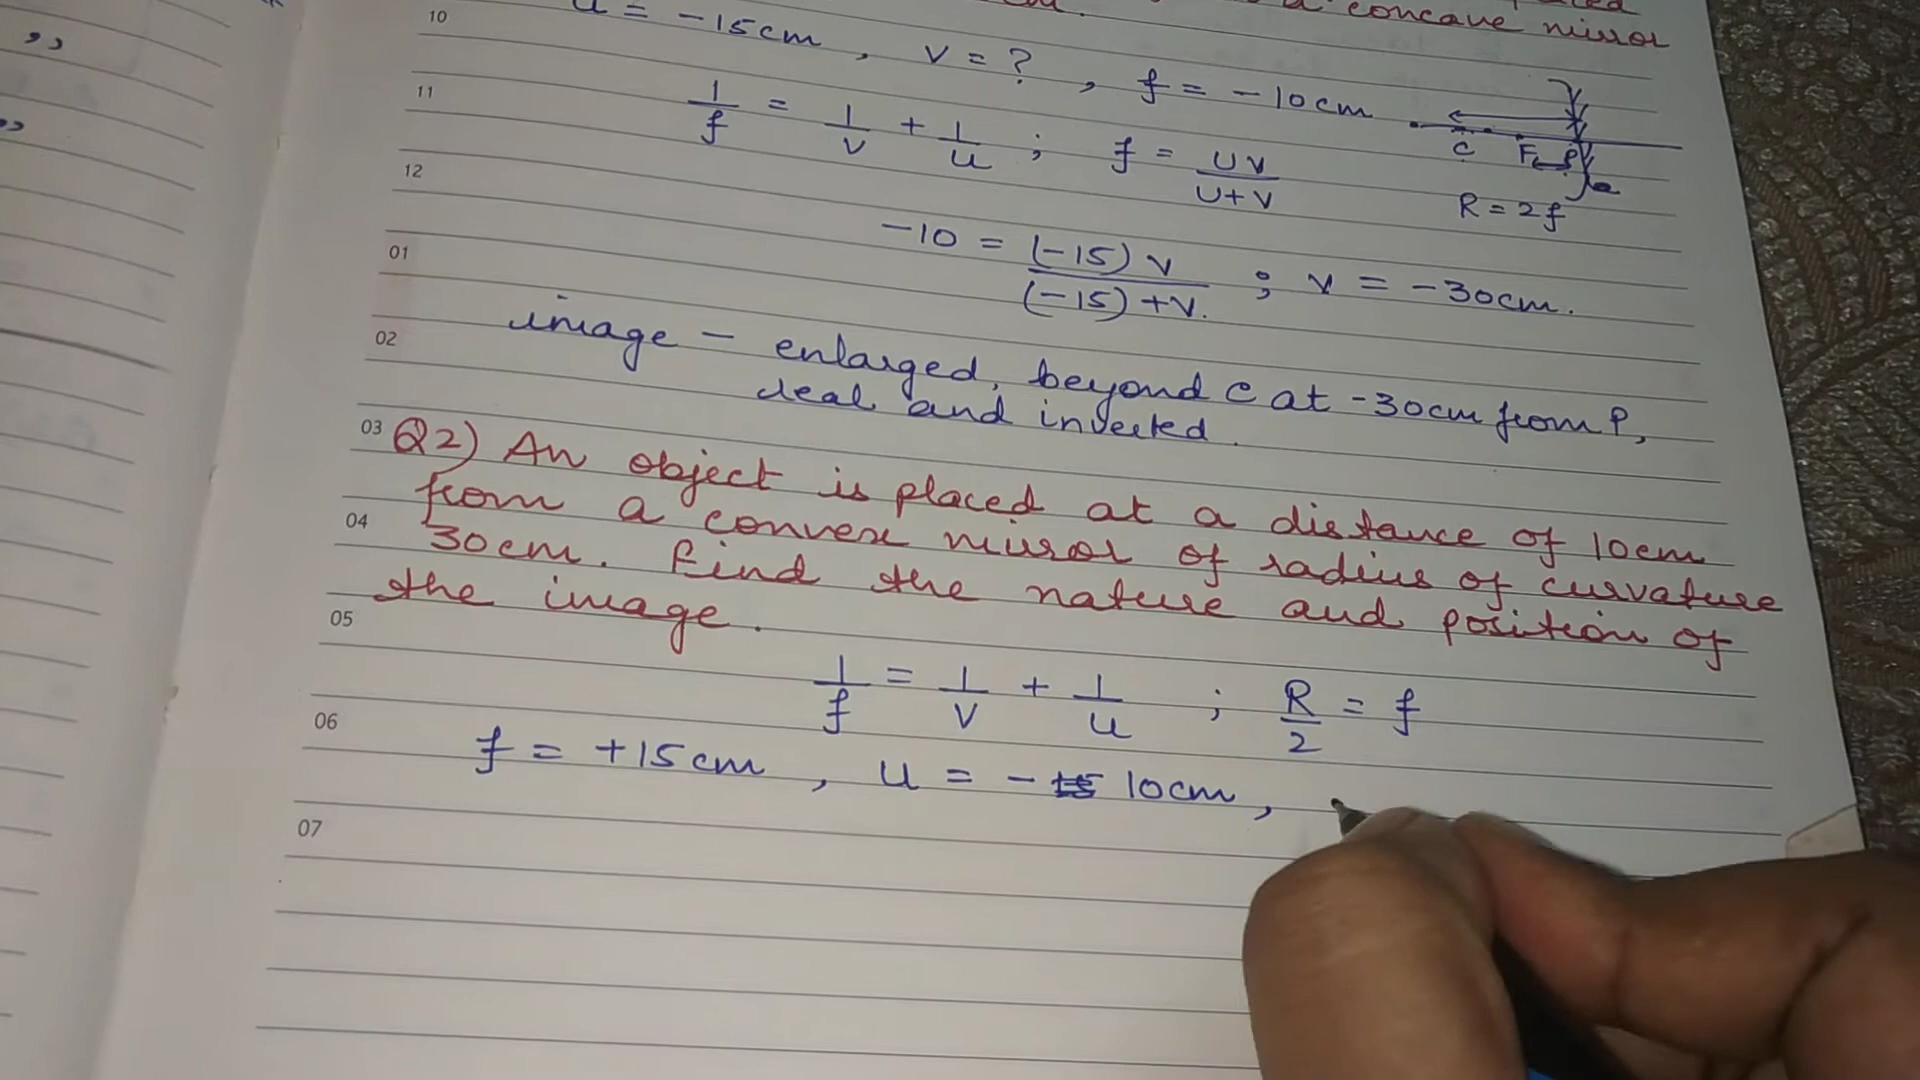 a concave mirror
10
u = -15cm , v = ? , f = -10cm
11
1/f = 1/v + 1/u ; f = uv/u+v
C F P
R = 2f
12
-10 = (-15) v/(-15) + v. ; v = -30cm.
01
image - enlarged, beyond C at -30cm from P,
02
real and inverted.
03
Q2) An object is placed at a distance of 10cm
from a convex mirror of radius of curvature
04
30cm. Find the nature and position of
the image.
05
1/f = 1/v + 1/u ; R/2 = f
06
f = +15cm , u = - 10cm,
07